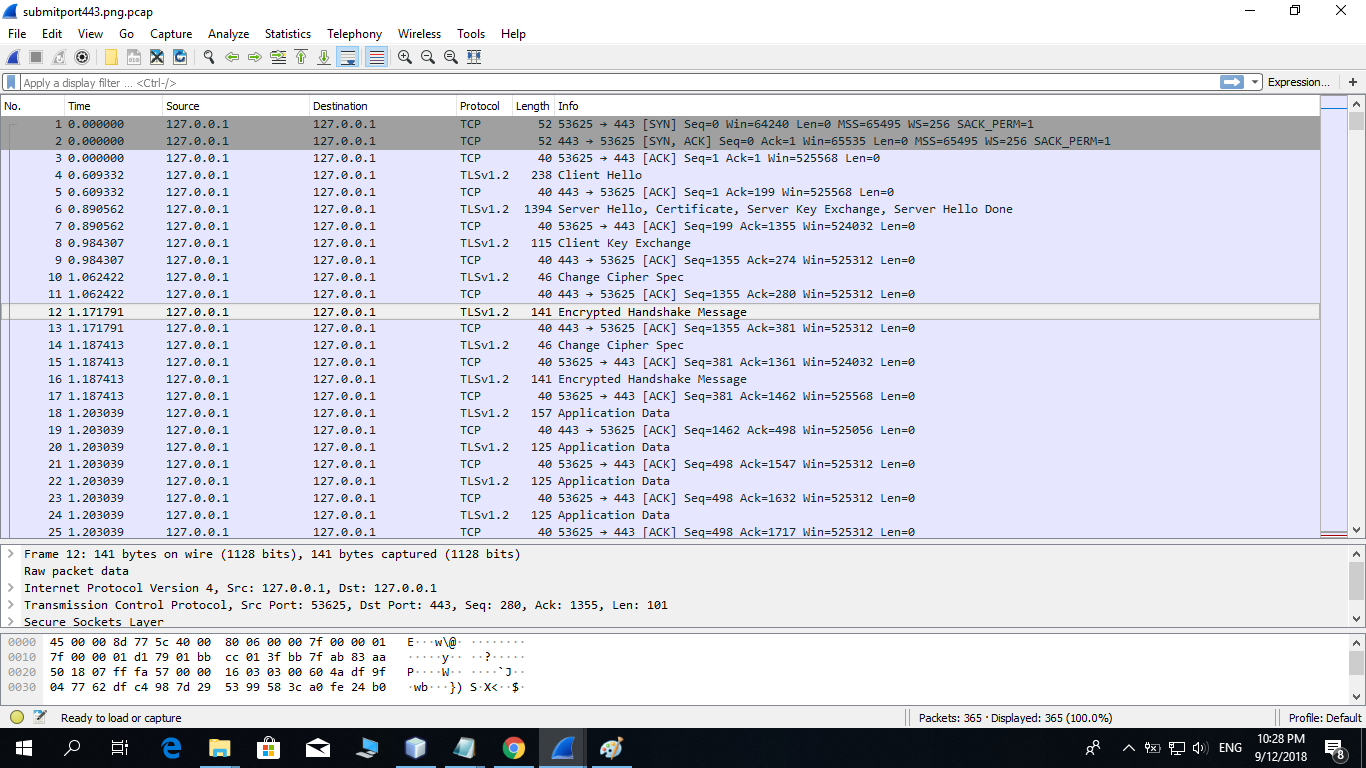 submitport443.png.pcap
File Edit View Go Capture Analyze Statistics Telephony Wireless Tools Help
Apply a display filter ... <Ctrl-/> Expression... +
No. Time Source Destination Protocol Length Info
1 0.000000 127.0.0.1 127.0.0.1 TCP 52 53625 → 443 [SYN] Seq=0 Win=64240 Len=0 MSS=65495 WS=256 SACK_PERM=1
2 0.000000 127.0.0.1 127.0.0.1 TCP 52 443 → 53625 [SYN, ACK] Seq=0 Ack=1 Win=65535 Len=0 MSS=65495 WS=256 SACK_PERM=1
3 0.000000 127.0.0.1 127.0.0.1 TCP 40 53625 → 443 [ACK] Seq=1 Ack=1 Win=525568 Len=0
4 0.609332 127.0.0.1 127.0.0.1 TLSv1.2 238 Client Hello
5 0.609332 127.0.0.1 127.0.0.1 TCP 40 443 → 53625 [ACK] Seq=1 Ack=199 Win=525568 Len=0
6 0.890562 127.0.0.1 127.0.0.1 TLSv1.2 1394 Server Hello, Certificate, Server Key Exchange, Server Hello Done
7 0.890562 127.0.0.1 127.0.0.1 TCP 40 53625 → 443 [ACK] Seq=199 Ack=1355 Win=524032 Len=0
8 0.984307 127.0.0.1 127.0.0.1 TLSv1.2 115 Client Key Exchange
9 0.984307 127.0.0.1 127.0.0.1 TCP 40 443 → 53625 [ACK] Seq=1355 Ack=274 Win=525312 Len=0
10 1.062422 127.0.0.1 127.0.0.1 TLSv1.2 46 Change Cipher Spec
11 1.062422 127.0.0.1 127.0.0.1 TCP 40 443 → 53625 [ACK] Seq=1355 Ack=280 Win=525312 Len=0
12 1.171791 127.0.0.1 127.0.0.1 TLSv1.2 141 Encrypted Handshake Message
13 1.171791 127.0.0.1 127.0.0.1 TCP 40 443 → 53625 [ACK] Seq=1355 Ack=381 Win=525312 Len=0
14 1.187413 127.0.0.1 127.0.0.1 TLSv1.2 46 Change Cipher Spec
15 1.187413 127.0.0.1 127.0.0.1 TCP 40 53625 → 443 [ACK] Seq=381 Ack=1361 Win=524032 Len=0
16 1.187413 127.0.0.1 127.0.0.1 TLSv1.2 141 Encrypted Handshake Message
17 1.187413 127.0.0.1 127.0.0.1 TCP 40 53625 → 443 [ACK] Seq=381 Ack=1462 Win=525568 Len=0
18 1.203039 127.0.0.1 127.0.0.1 TLSv1.2 157 Application Data
19 1.203039 127.0.0.1 127.0.0.1 TCP 40 443 → 53625 [ACK] Seq=1462 Ack=498 Win=525056 Len=0
20 1.203039 127.0.0.1 127.0.0.1 TLSv1.2 125 Application Data
21 1.203039 127.0.0.1 127.0.0.1 TCP 40 53625 → 443 [ACK] Seq=498 Ack=1547 Win=525312 Len=0
22 1.203039 127.0.0.1 127.0.0.1 TLSv1.2 125 Application Data
23 1.203039 127.0.0.1 127.0.0.1 TCP 40 53625 → 443 [ACK] Seq=498 Ack=1632 Win=525312 Len=0
24 1.203039 127.0.0.1 127.0.0.1 TLSv1.2 125 Application Data
25 1.203039 127.0.0.1 127.0.0.1 TCP 40 53625 → 443 [ACK] Seq=498 Ack=1717 Win=525312 Len=0
Frame 12: 141 bytes on wire (1128 bits), 141 bytes captured (1128 bits)
Raw packet data
Internet Protocol Version 4, Src: 127.0.0.1, Dst: 127.0.0.1
Transmission Control Protocol, Src Port: 53625, Dst Port: 443, Seq: 280, Ack: 1355, Len: 101
Secure Sockets Layer
0000 45 00 00 8d 77 5c 40 00 80 06 00 00 7f 00 00 01 E···w\@· ········
0010 7f 00 00 01 d1 79 01 bb cc 01 3f bb 7f ab 83 aa ·····y·· ··?·····
0020 50 18 07 ff fa 57 00 00 16 03 03 00 60 4a df 9f P····W·· ····`J··
0030 04 77 62 df c4 98 7d 29 53 99 58 3c a0 fe 24 b0 ·wb···}) S·X<··$·
Ready to load or capture Packets: 365 · Displayed: 365 (100.0%) Profile: Default
ENG 10:28 PM
9/12/2018 8